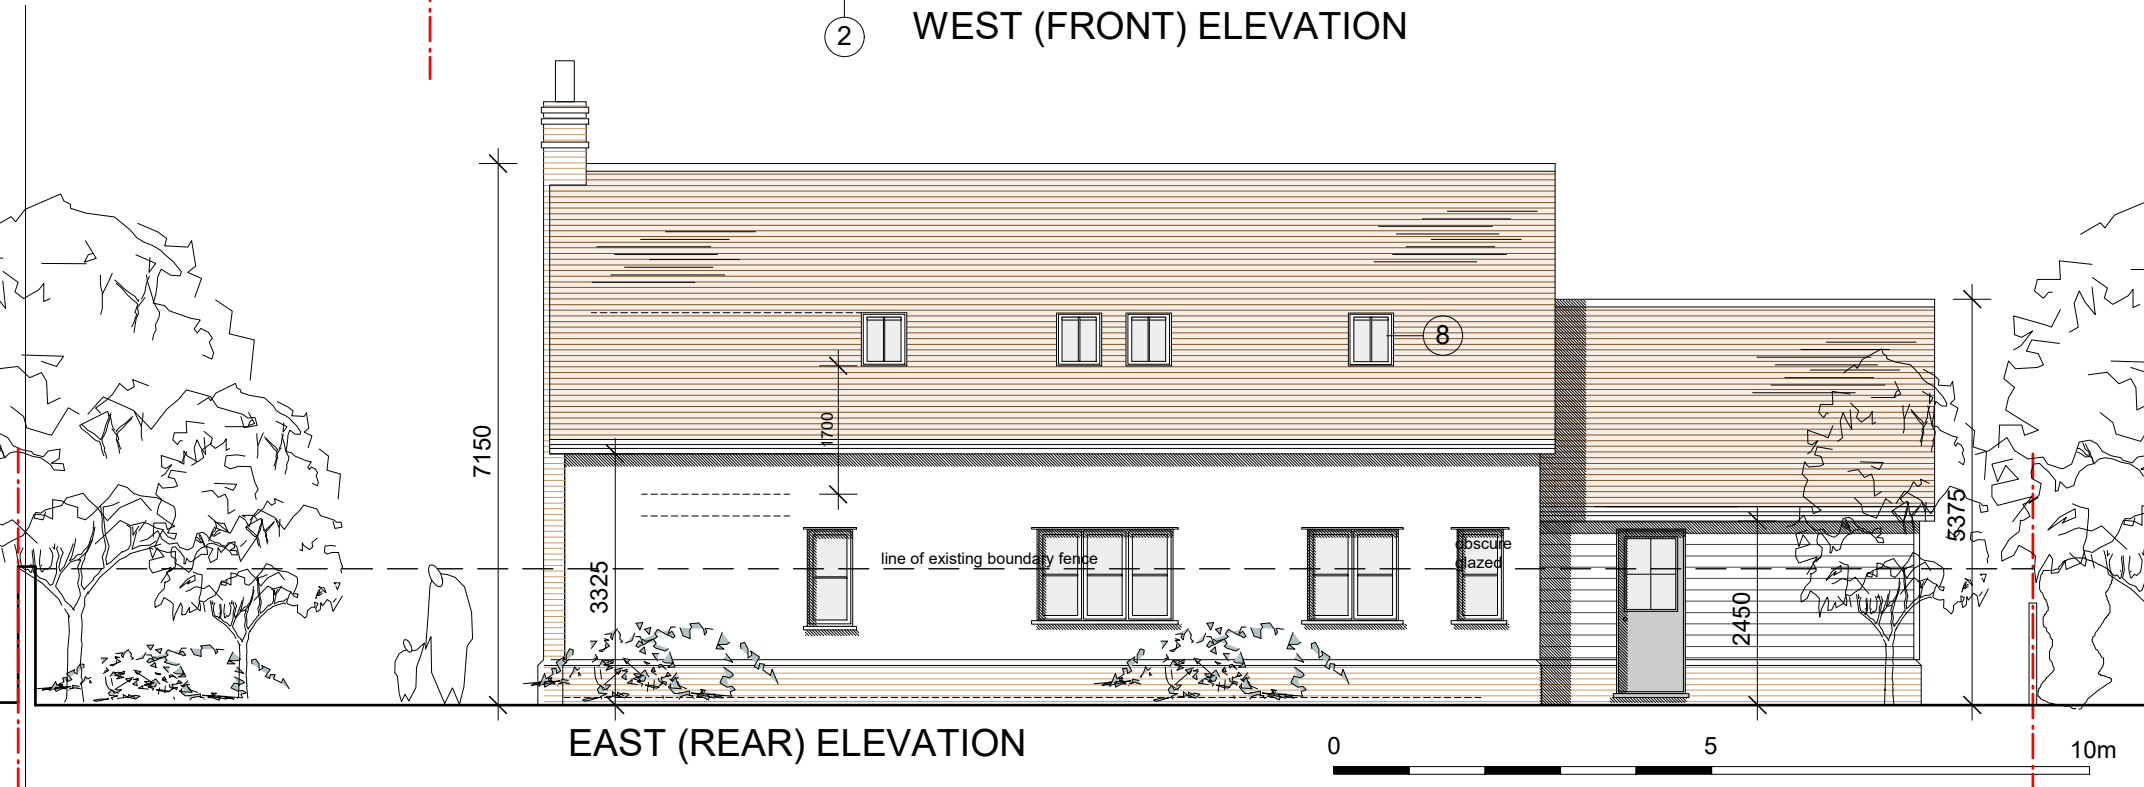 2
WEST (FRONT) ELEVATION
8
1700
7150
5375
obscure
glazed
line of existing boundary fence
3325
2450
EAST (REAR) ELEVATION
0 5 10m